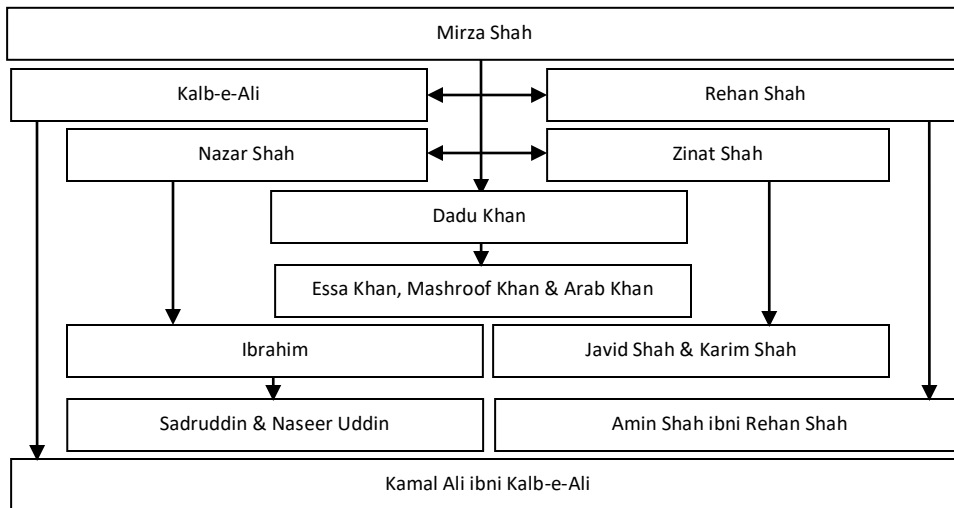 Mirza Shah
Kalb-e-Ali
Rehan Shah
Nazar Shah
Zinat Shah
Dadu Khan
Essa Khan, Mashroof Khan & Arab Khan
Ibrahim
Javid Shah & Karim Shah
Sadruddin & Naseer Uddin
Amin Shah ibni Rehan Shah
Kamal Ali ibni Kalb-e-Ali